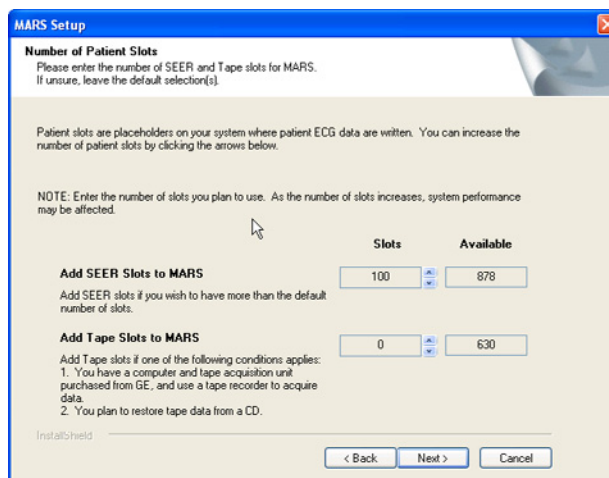 MARS Setup
Number of Patient Slots
Please enter the number of SEER and Tape slots for MARS.
If unsure, leave the default selection(s).
Patient slots are placeholders on your system where patient ECG data are written. You can increase the
number of patient slots by clicking the arrows below.
NOTE: Enter the number of slots you plan to use. As the number of slots increases, system performance
may be affected.
Slots Available
Add SEER Slots to MARS 100 878
Add SEER slots if you wish to have more than the default
number of slots.
Add Tape Slots to MARS 0 630
Add Tape slots if one of the following conditions applies:
1. You have a computer and tape acquisition unit
purchased from GE, and use a tape recorder to acquire
data.
2. You plan to restore tape data from a CD.
InstallShield
< Back Next > Cancel